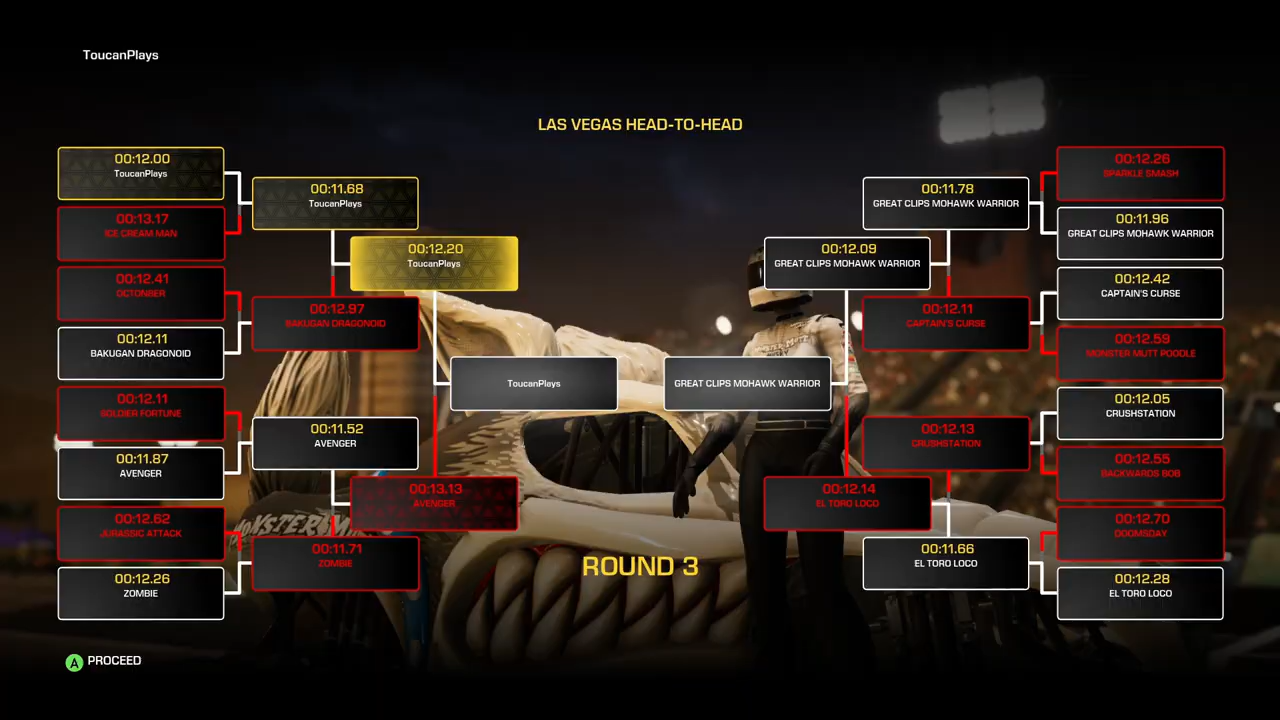 ToucanPlays
LAS VEGAS HEAD-TO-HEAD
00:12.00
ToucanPlays
00:13.17
ICE CREAM MAN
00:12.41
OCTON8ER
00:12.11
BAKUGAN DRAGONOID
00:12.11
SOLDIER FORTUNE
00:11.87
AVENGER
00:12.62
JURASSIC ATTACK
00:12.26
ZOMBIE
00:11.68
ToucanPlays
00:12.97
BAKUGAN DRAGONOID
00:11.52
AVENGER
00:11.71
ZOMBIE
00:12.20
ToucanPlays
00:13.13
AVENGER
ToucanPlays
GREAT CLIPS MOHAWK WARRIOR
00:12.09
GREAT CLIPS MOHAWK WARRIOR
00:12.14
EL TORO LOCO
00:11.78
GREAT CLIPS MOHAWK WARRIOR
00:12.11
CAPTAIN'S CURSE
00:12.13
CRUSHSTATION
00:11.66
EL TORO LOCO
00:12.26
SPARKLE SMASH
00:11.96
GREAT CLIPS MOHAWK WARRIOR
00:12.42
CAPTAIN'S CURSE
00:12.59
MONSTER MUTT POODLE
00:12.05
CRUSHSTATION
00:12.55
BACKWARDS BOB
00:12.70
DOOMSDAY
00:12.28
EL TORO LOCO
ROUND 3
A PROCEED